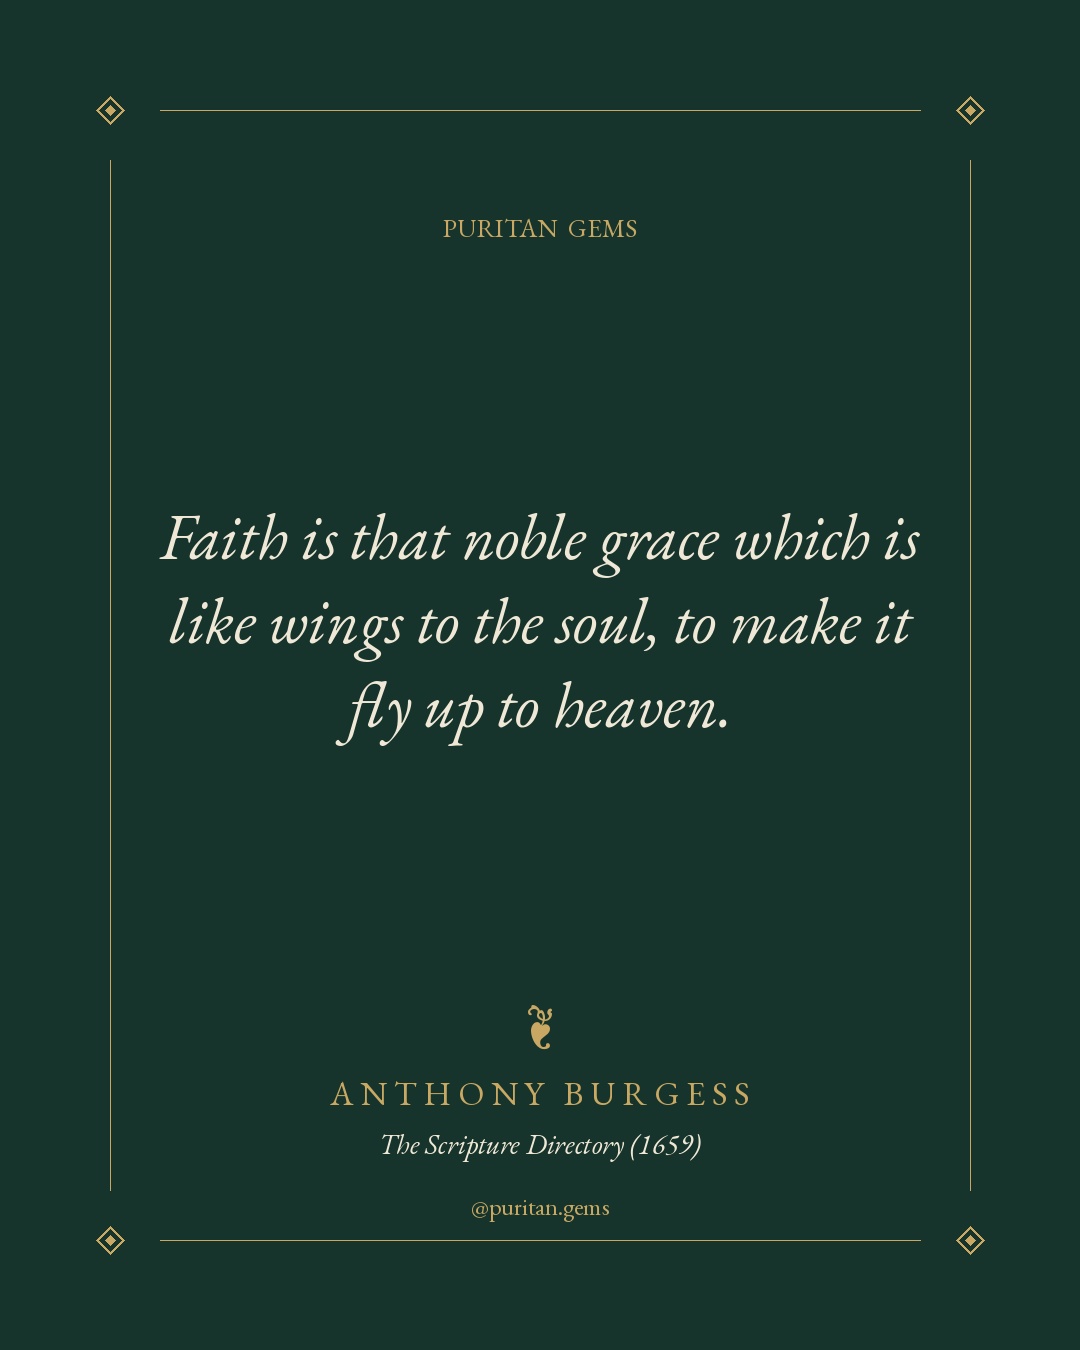 PURITAN GEMS
Faith is that noble grace which is
like wings to the soul, to make it
fly up to heaven.
❦
ANTHONY BURGESS
The Scripture Directory (1659)
@puritan.gems